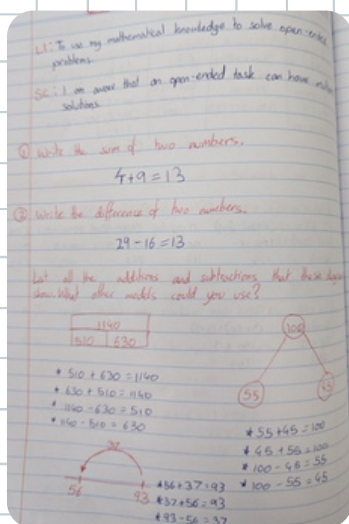 LI: To use my mathematical knowledge to solve open-ended
problems.
SC: I am aware that an open-ended task can have
solutions.
① Write the sum of two numbers.
4+9=13
② Write the difference of two numbers.
29-16=13
List all the additions and subtractions that these
show. What other models could you use?
1140
510 630
100
55
* 510 + 630 = 1140
* 630 + 510 = 1140
* 1140 - 630 = 510
* 1140 - 510 = 630
* 55 + 45 = 100
* 45 + 55 = 100
* 100 - 45 = 55
* 100 - 55 = 45
37
56 93
* 56 + 37 = 93
* 37 + 56 = 93
* 93 - 56 = 37